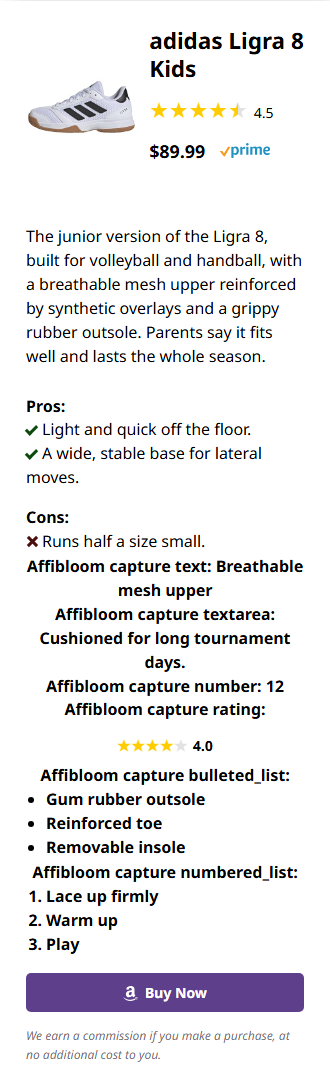 adidas Ligra 8
Kids
4.5
$89.99 prime
The junior version of the Ligra 8,
built for volleyball and handball, with
a breathable mesh upper reinforced
by synthetic overlays and a grippy
rubber outsole. Parents say it fits
well and lasts the whole season.
Pros:
Light and quick off the floor.
A wide, stable base for lateral
moves.
Cons:
Runs half a size small.
Affibloom capture text: Breathable
mesh upper
Affibloom capture textarea:
Cushioned for long tournament
days.
Affibloom capture number: 12
Affibloom capture rating:
4.0
Affibloom capture bulleted_list:
• Gum rubber outsole
• Reinforced toe
• Removable insole
Affibloom capture numbered_list:
1. Lace up firmly
2. Warm up
3. Play
Buy Now
We earn a commission if you make a purchase, at
no additional cost to you.